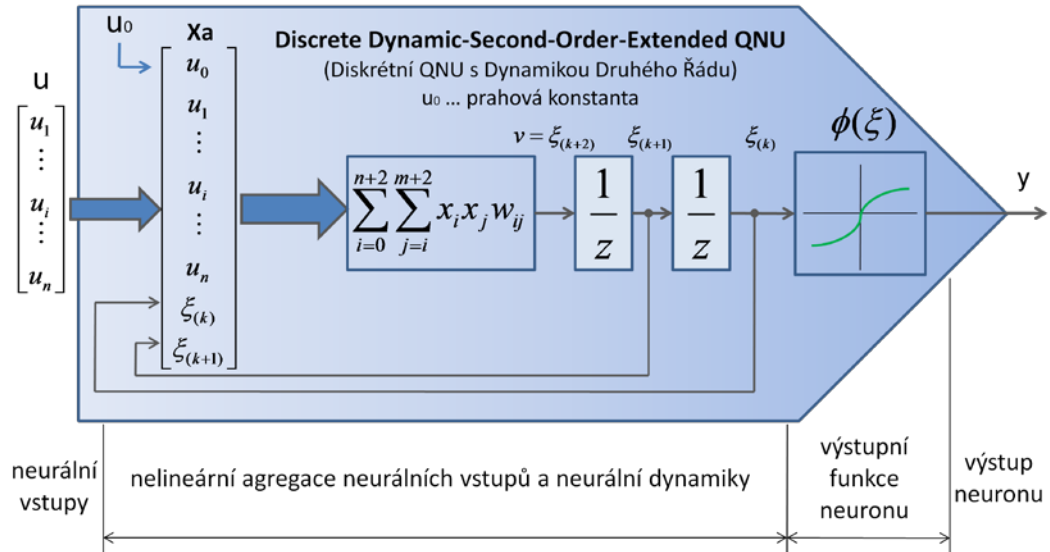 u₀
Xa
Discrete Dynamic-Second-Order-Extended QNU
(Diskrétní QNU s Dynamikou Druhého Řádu)
u₀ ... prahová konstanta
u
u₁
⋮
uᵢ
⋮
uₙ
u₀
u₁
⋮
uᵢ
⋮
uₙ
ξ₍ₖ₎
ξ₍ₖ₊₁₎
∑_{i=0}^{n+2} ∑_{j=i}^{m+2} xᵢxⱼwᵢⱼ
v = ξ₍ₖ₊₂₎
1/z
ξ₍ₖ₊₁₎
1/z
ξ₍ₖ₎
ϕ(ξ)
y
neurální
vstupy
nelineární agregace neurálních vstupů a neurální dynamiky
výstupní
funkce
neuronu
výstup
neuronu